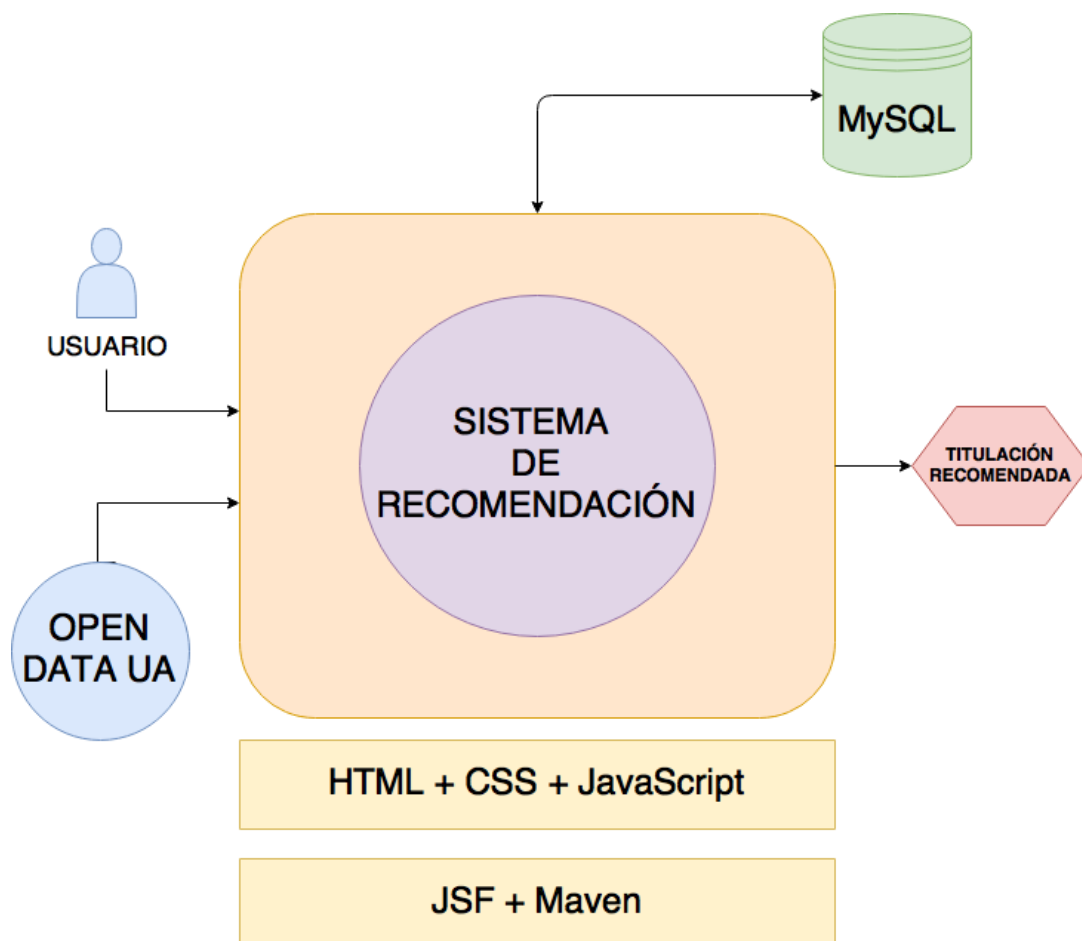 MySQL
USUARIO
SISTEMA
DE
RECOMENDACIÓN
TITULACIÓN
RECOMENDADA
OPEN
DATA UA
HTML + CSS + JavaScript
JSF + Maven